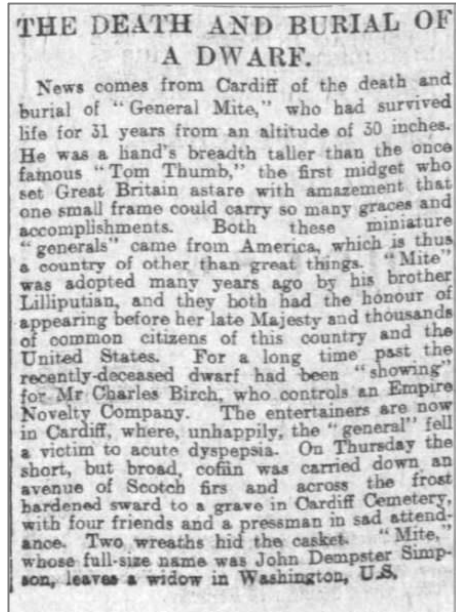 THE DEATH AND BURIAL OF
A DWARF.
News comes from Cardiff of the death and
burial of "General Mite," who had survived
life for 31 years from an altitude of 30 inches.
He was a hand's breadth taller than the once
famous "Tom Thumb," the first midget who
set Great Britain astare with amazement that
one small frame could carry so many graces and
accomplishments. Both these miniature
"generals" came from America, which is thus
a country of other than great things. "Mite"
was adopted many years ago by his brother
Lilliputian, and they both had the honour of
appearing before her late Majesty and thousands
of common citizens of this country and the
United States. For a long time past the
recently-deceased dwarf had been "showing"
for Mr Charles Birch, who controls an Empire
Novelty Company. The entertainers are now
in Cardiff, where, unhappily, the "general" fell
a victim to acute dyspepsia. On Thursday the
short, but broad, coffin was carried down an
avenue of Scotch firs and across the frost
hardened sward to a grave in Cardiff Cemetery,
with four friends and a pressman in sad attend-
ance. Two wreaths hid the casket. "Mite,"
whose full-size name was John Dempster Simp-
son, leaves a widow in Washington, U.S.